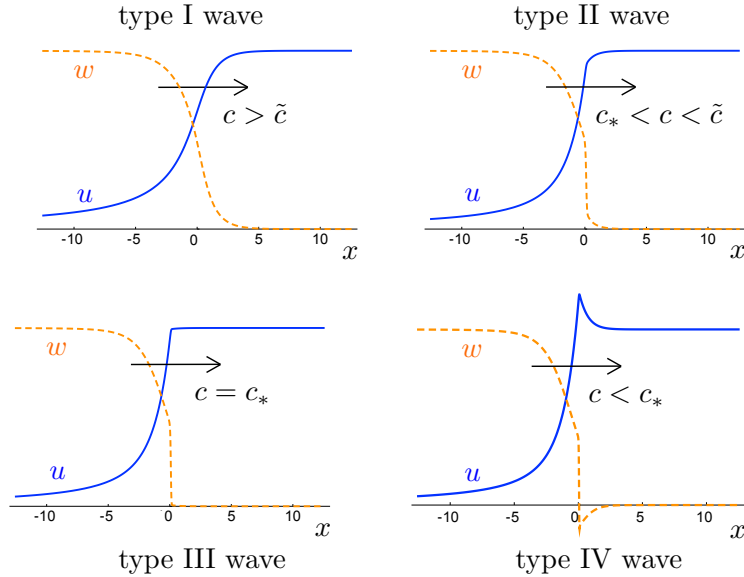 type I wave
type II wave
w
c > c̃
u
-10 -5 0 5 10
x
w
c* < c < c̃
u
-10 -5 0 5 10
x
w
c = c*
u
-10 -5 0 5 10
x
type III wave
w
c < c*
u
-10 -5 0 5 10
x
type IV wave